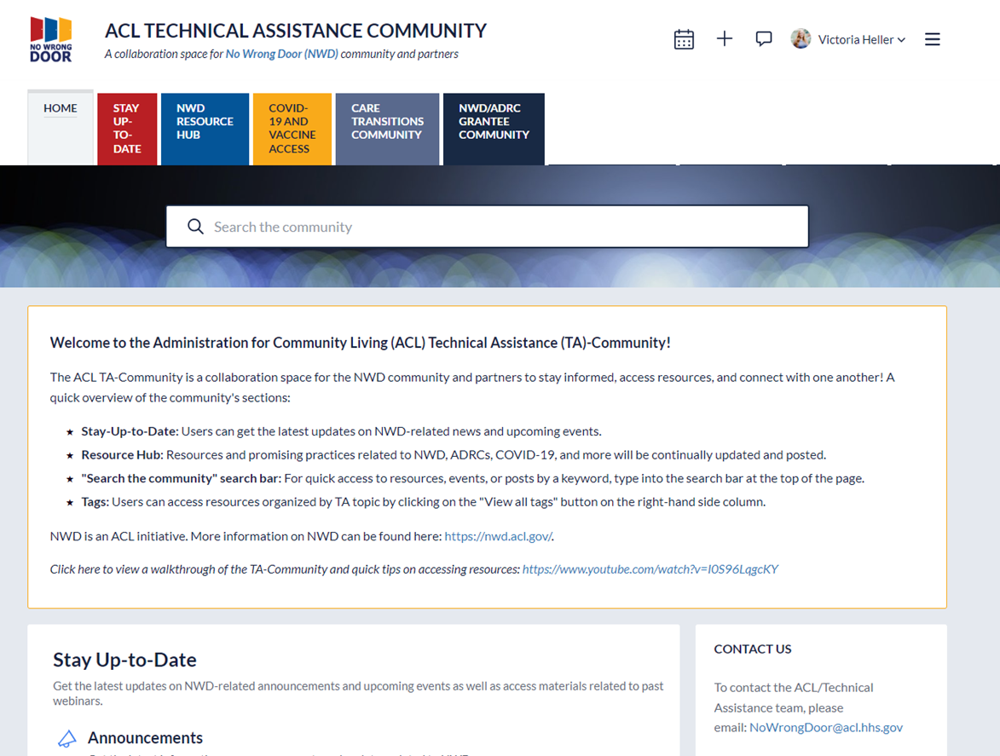 NO WRONG
DOOR
ACL TECHNICAL ASSISTANCE COMMUNITY
A collaboration space for No Wrong Door (NWD) community and partners
Victoria Heller
HOME
STAY
UP-
TO-
DATE
NWD
RESOURCE
HUB
COVID-
19 AND
VACCINE
ACCESS
CARE
TRANSITIONS
COMMUNITY
NWD/ADRC
GRANTEE
COMMUNITY
Search the community
Welcome to the Administration for Community Living (ACL) Technical Assistance (TA)-Community!
The ACL TA-Community is a collaboration space for the NWD community and partners to stay informed, access resources, and connect with one another! A
quick overview of the community's sections:
★ Stay-Up-to-Date: Users can get the latest updates on NWD-related news and upcoming events.
★ Resource Hub: Resources and promising practices related to NWD, ADRCs, COVID-19, and more will be continually updated and posted.
★ "Search the community" search bar: For quick access to resources, events, or posts by a keyword, type into the search bar at the top of the page.
★ Tags: Users can access resources organized by TA topic by clicking on the "View all tags" button on the right-hand side column.
NWD is an ACL initiative. More information on NWD can be found here: https://nwd.acl.gov/.
Click here to view a walkthrough of the TA-Community and quick tips on accessing resources: https://www.youtube.com/watch?v=I0S96LqgcKY
Stay Up-to-Date
Get the latest updates on NWD-related announcements and upcoming events as well as access materials related to past
webinars.
Announcements
CONTACT US
To contact the ACL/Technical
Assistance team, please
email: NoWrongDoor@acl.hhs.gov